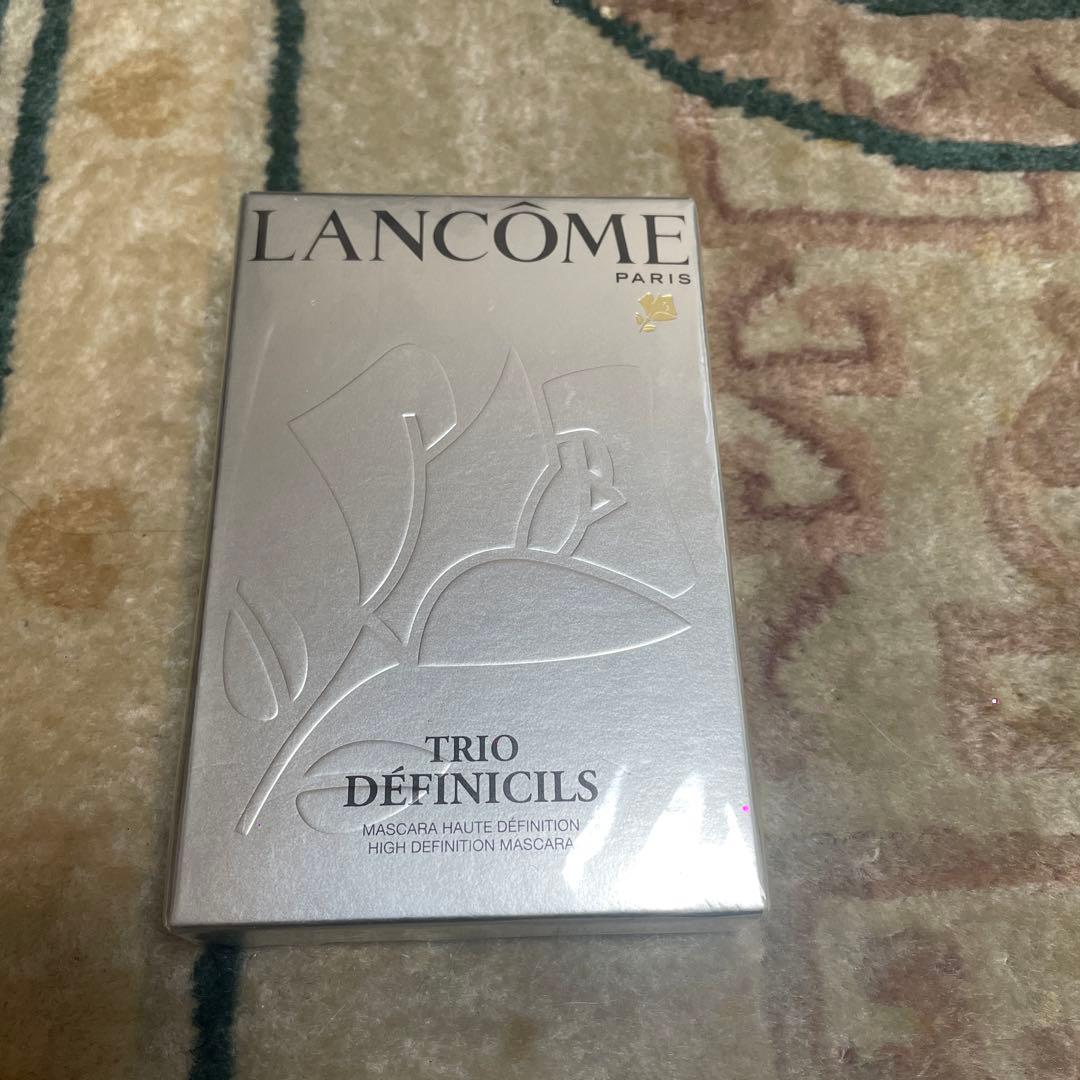 LANCÔME
PARIS
TRIO
DÉFINICILS
MASCARA HAUTE DÉFINITION
HIGH DEFINITION MASCARA